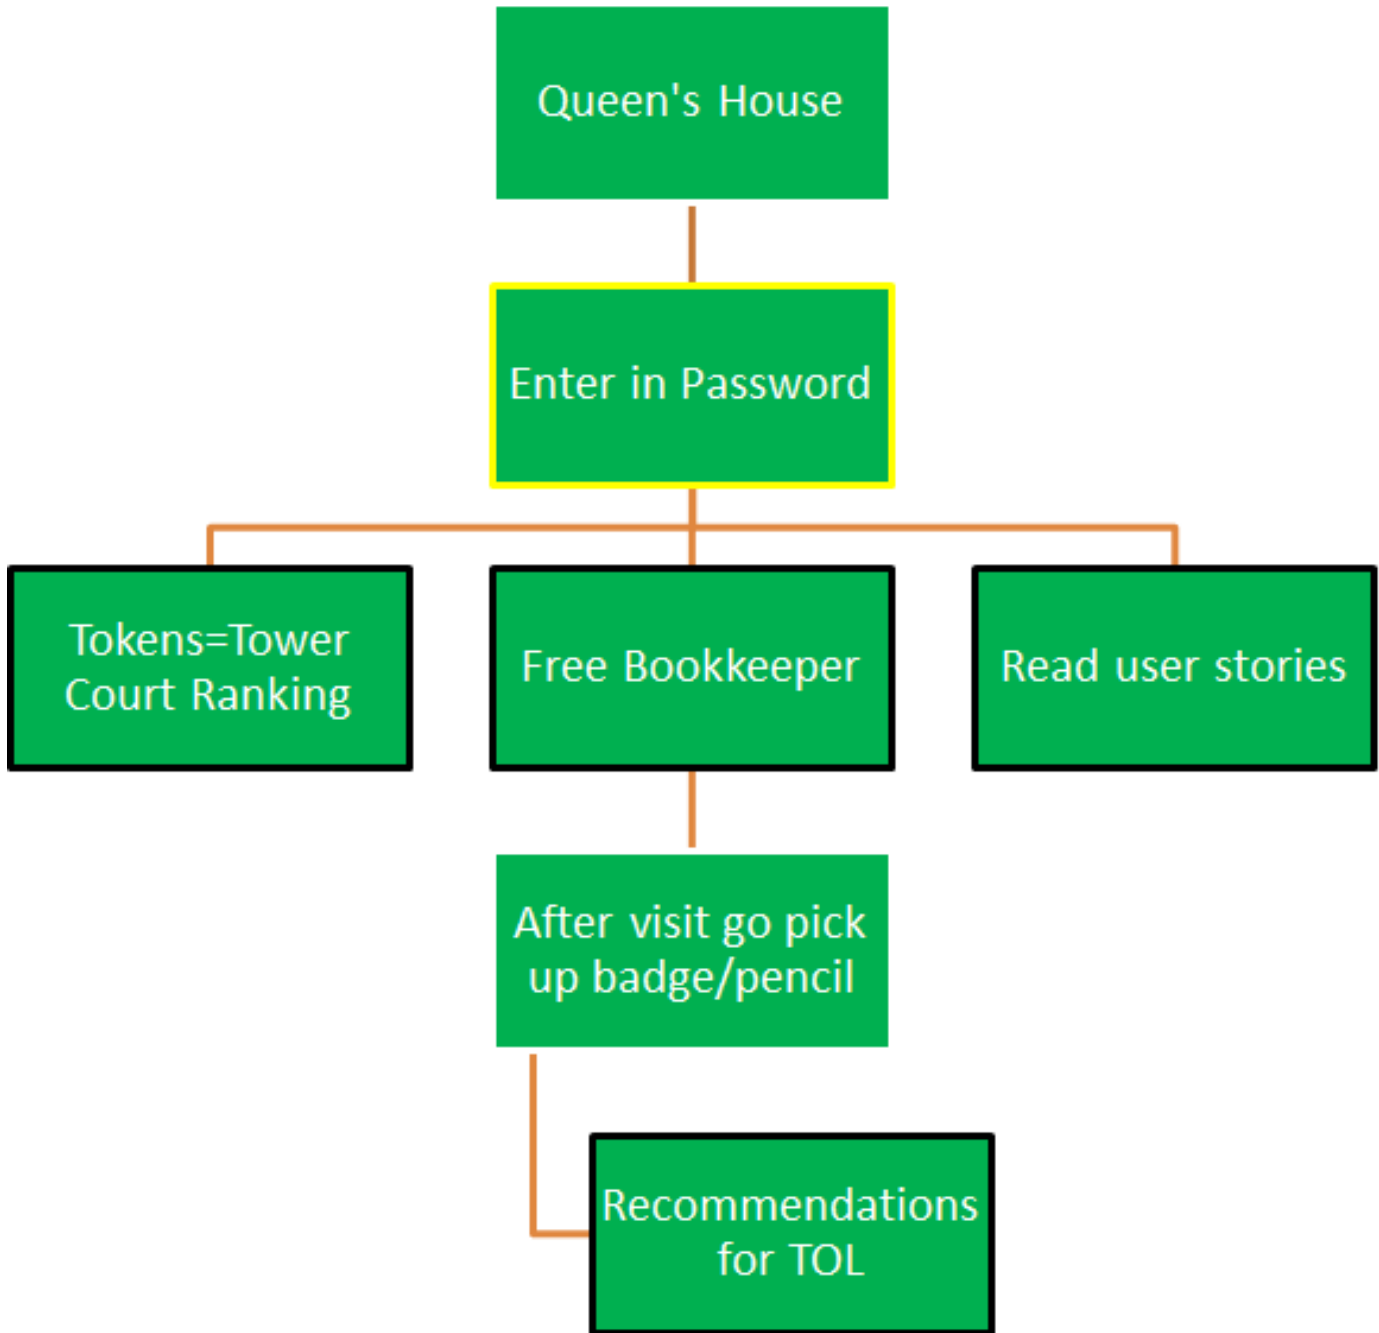 Queen's House
Enter in Password
Tokens=Tower
Court Ranking
Free Bookkeeper
Read user stories
After visit go pick
up badge/pencil
Recommendations
for TOL